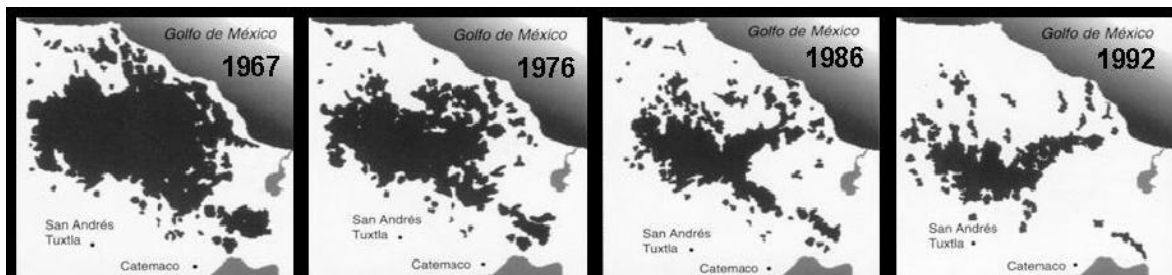 Golfo de México
1967
San Andrés
Tuxtla
Catemaco
Golfo de México
1976
San Andrés
Tuxtla
Catemaco
Golfo de México
1986
San Andrés
Tuxtla
Catemaco
Golfo de México
1992
San Andrés
Tuxtla
Catemaco